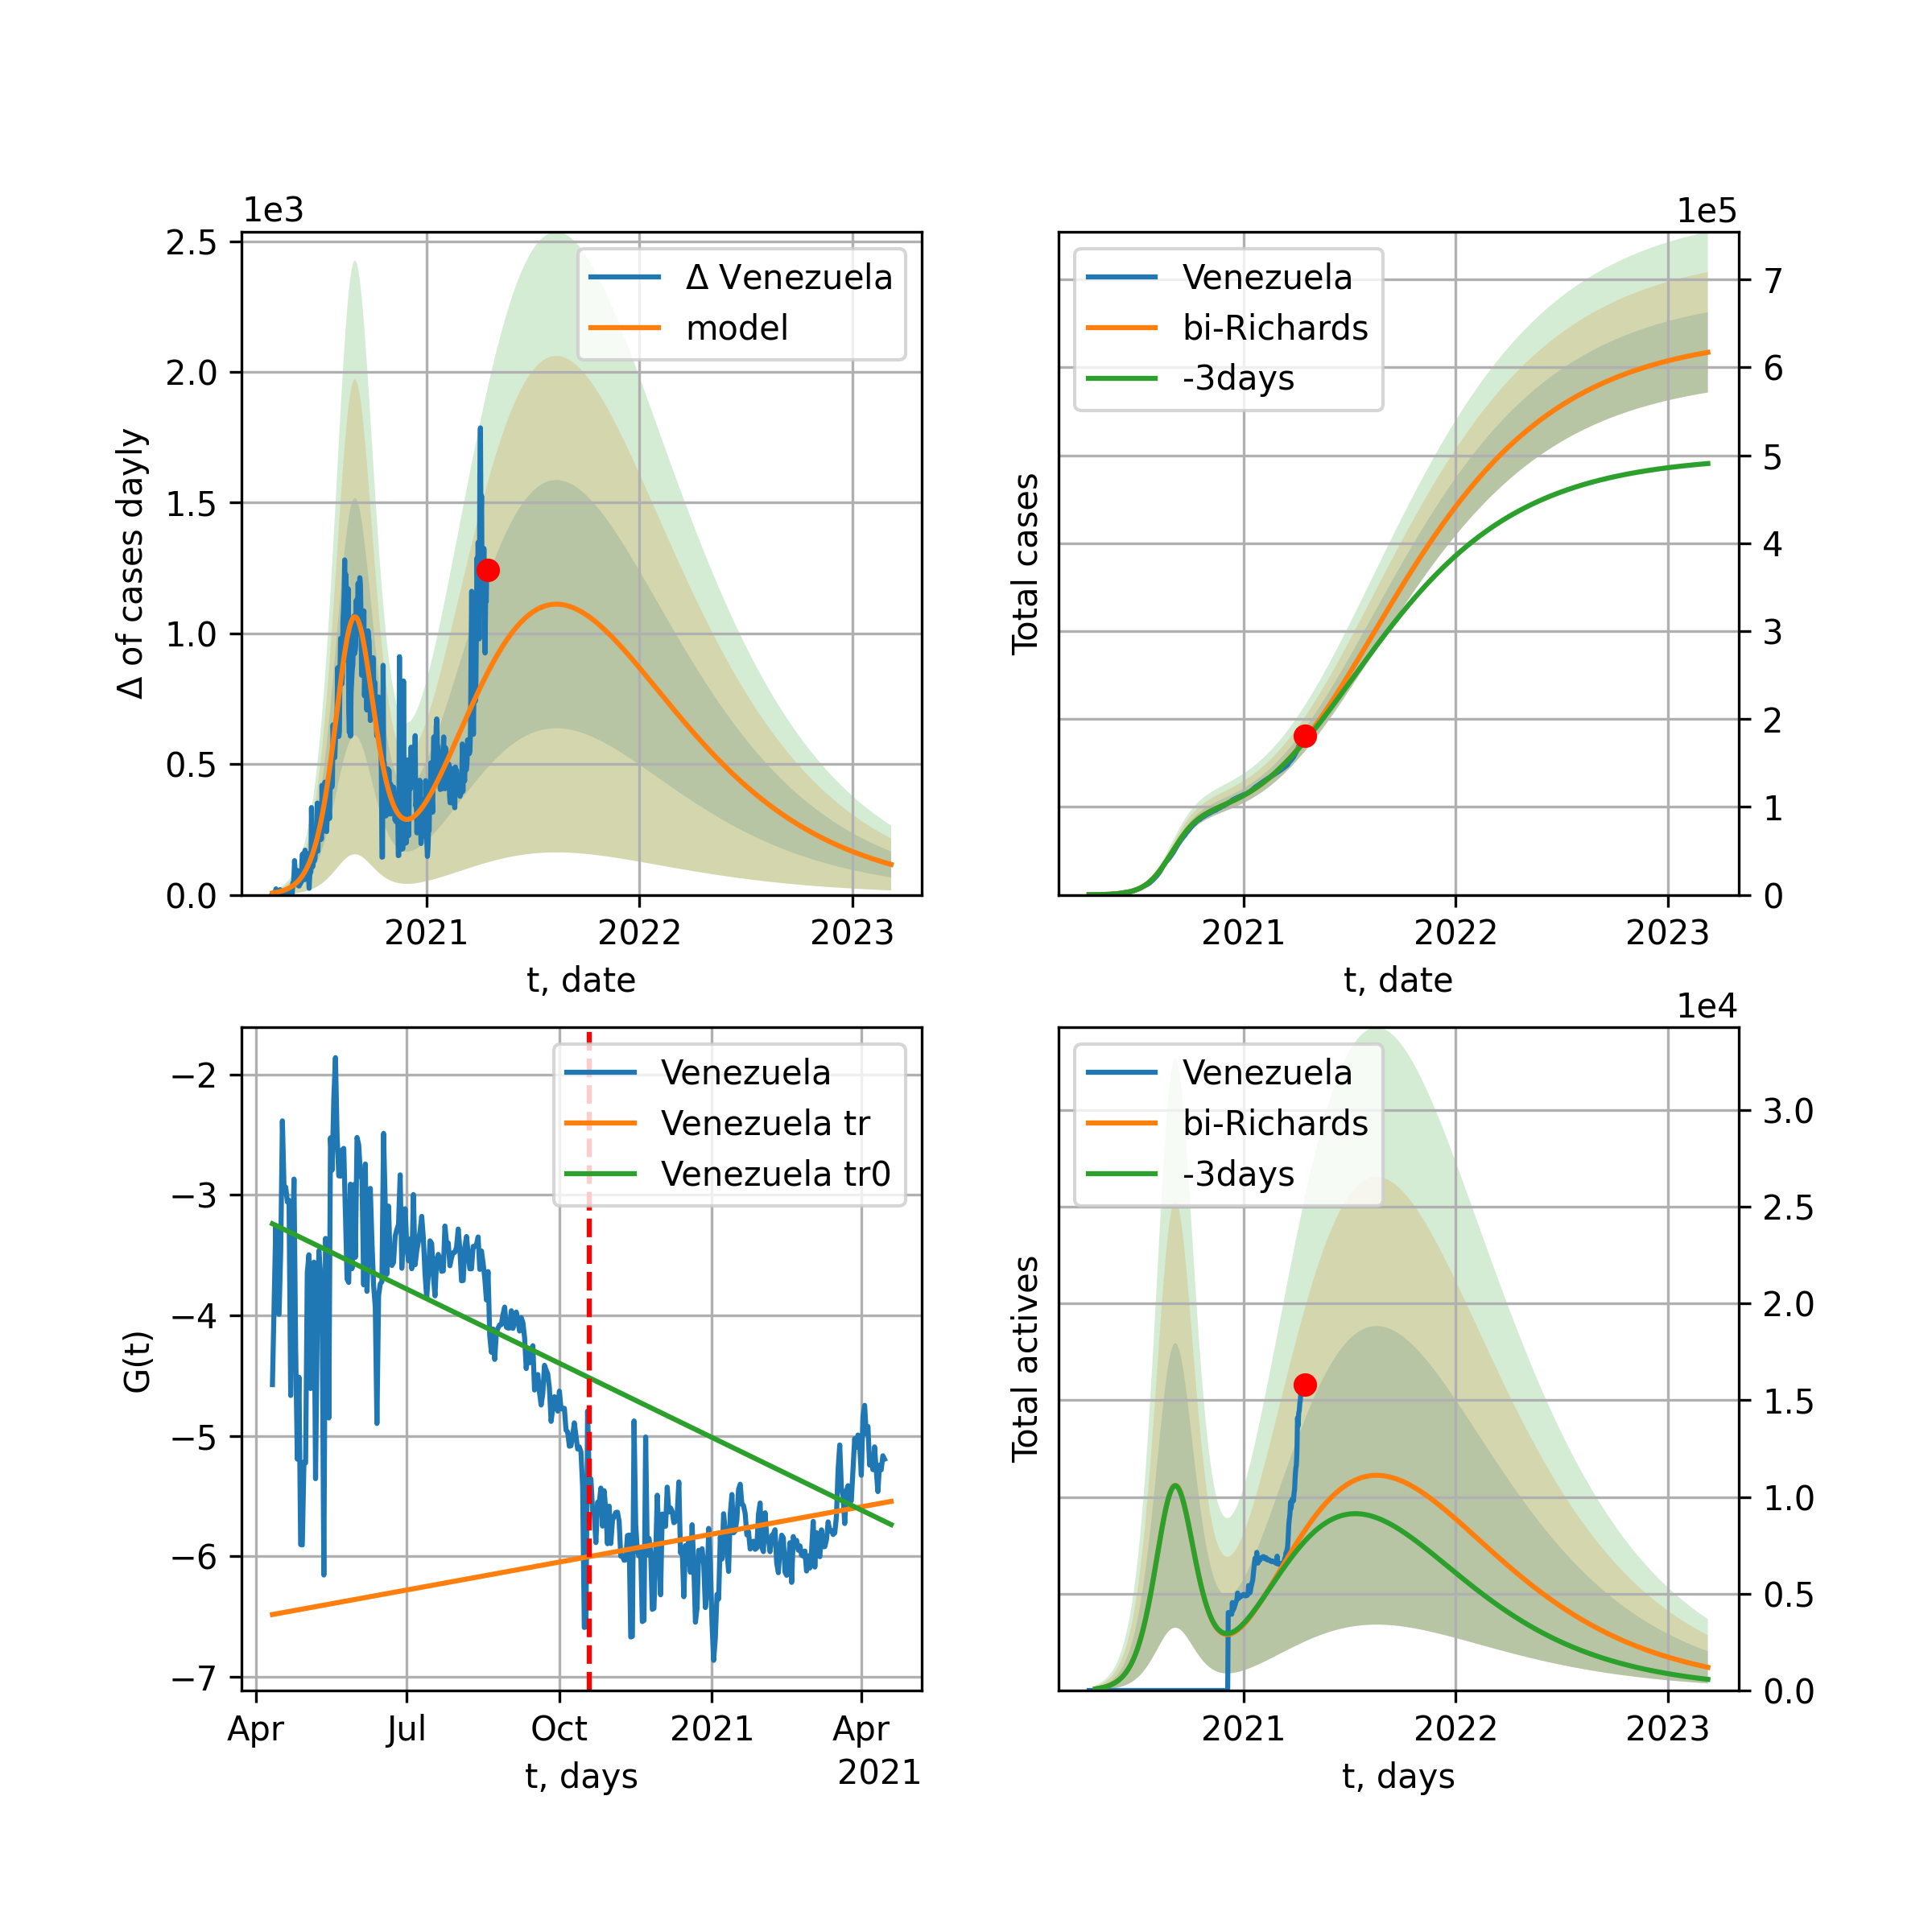 1e3
2.5
2.0
1.5
1.0
0.5
0.0
Δ of cases dayly
Δ Venezuela
model
2021 2022 2023
t, date
1e5
Total cases
Venezuela
bi-Richards
-3days
7
6
5
4
3
2
1
0
2021 2022 2023
t, date
−2
−3
−4
−5
−6
−7
G(t)
Venezuela
Venezuela tr
Venezuela tr0
Apr Jul Oct 2021 Apr
2021
t, days
1e4
Total actives
Venezuela
bi-Richards
-3days
3.0
2.5
2.0
1.5
1.0
0.5
0.0
2021 2022 2023
t, days